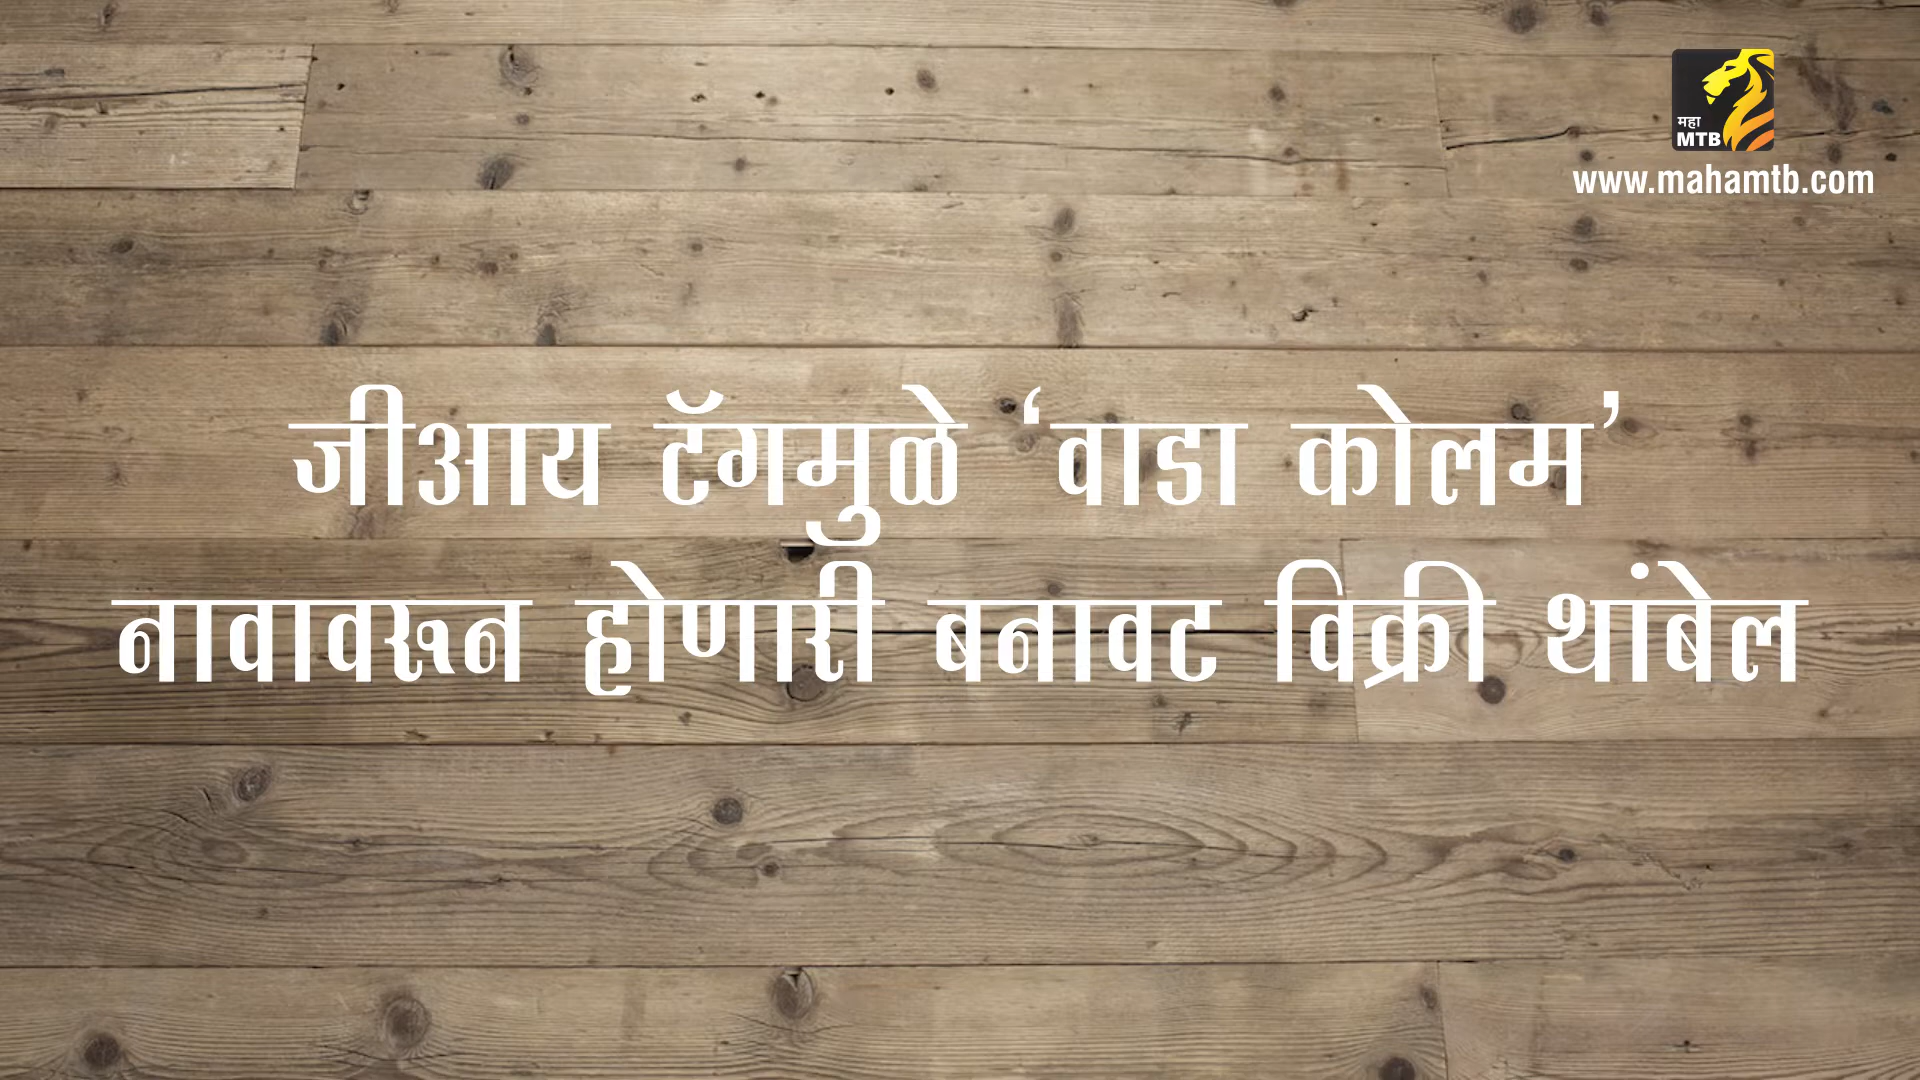 महा
MTB
www.mahamtb.com
जीआय टॅगमुळे ‘वाडा कोलम’
नावावरून होणारी बनावट विक्री थांबेल